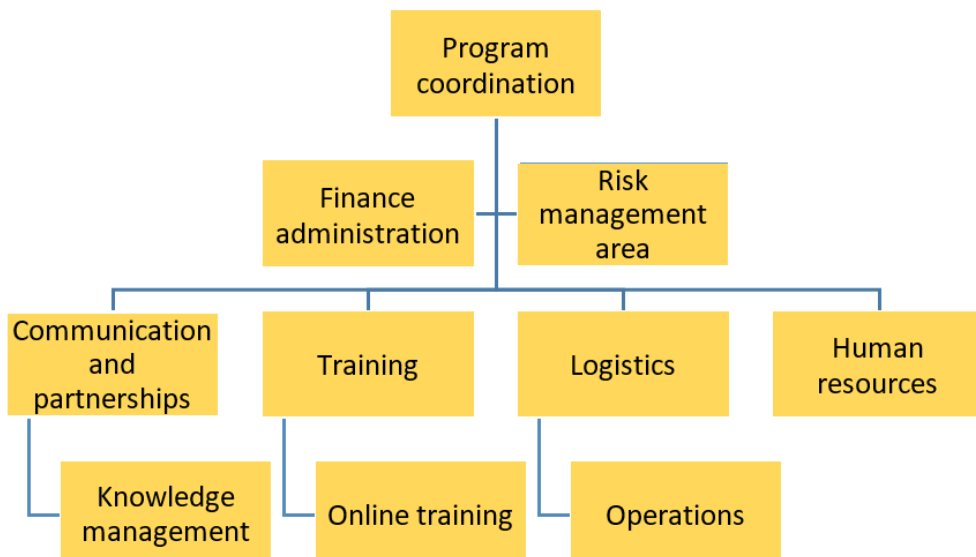 Program
coordination
Finance
administration
Risk
management
area
Communication
and
partnerships
Training
Logistics
Human
resources
Knowledge
management
Online training
Operations